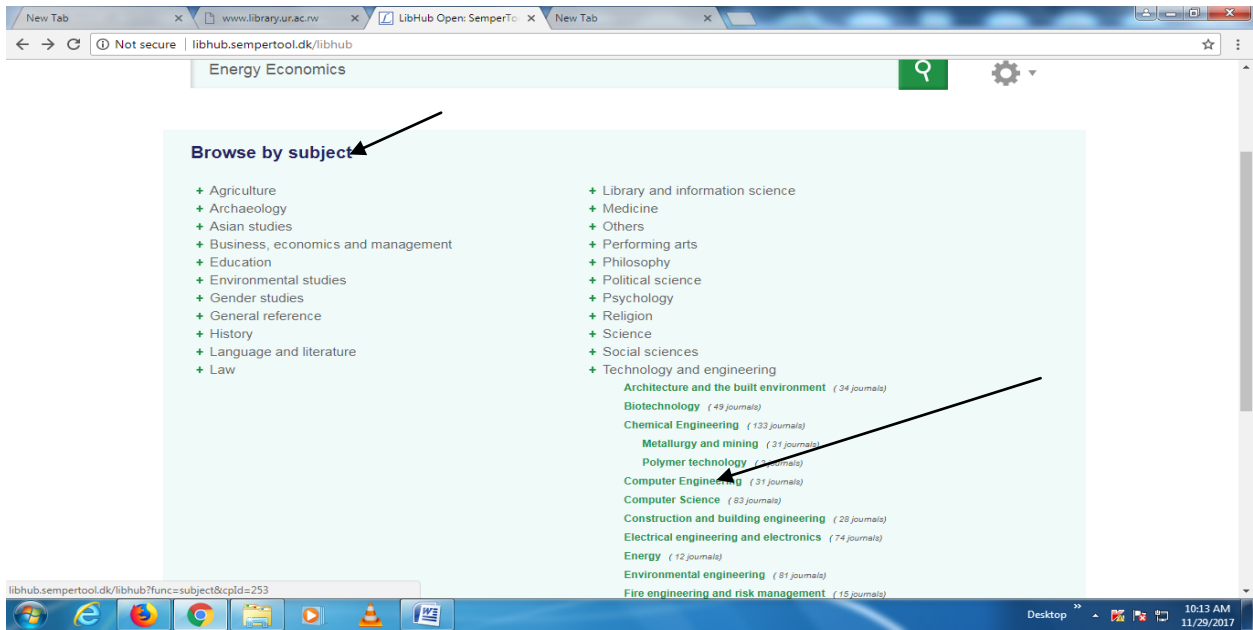 New Tab
www.library.ur.ac.rw
LibHub Open: SemperTo
New Tab
Not secure | libhub.sempertool.dk/libhub
Energy Economics
Browse by subject
+ Agriculture
+ Archaeology
+ Asian studies
+ Business, economics and management
+ Education
+ Environmental studies
+ Gender studies
+ General reference
+ History
+ Language and literature
+ Law
+ Library and information science
+ Medicine
+ Others
+ Performing arts
+ Philosophy
+ Political science
+ Psychology
+ Religion
+ Science
+ Social sciences
+ Technology and engineering
Architecture and the built environment ( 34 journals)
Biotechnology ( 49 journals)
Chemical Engineering ( 133 journals)
Metallurgy and mining ( 31 journals)
Polymer technology journals)
Computer Engineering ( 31 journals)
Computer Science ( 83 journals)
Construction and building engineering ( 28 journals)
Electrical engineering and electronics ( 74 journals)
Energy ( 12 journals)
Environmental engineering ( 81 journals)
Fire engineering and risk management ( 15 journals)
libhub.sempertool.dk/libhub?func=subject&cpId=253
Desktop
10:13 AM
11/29/2017